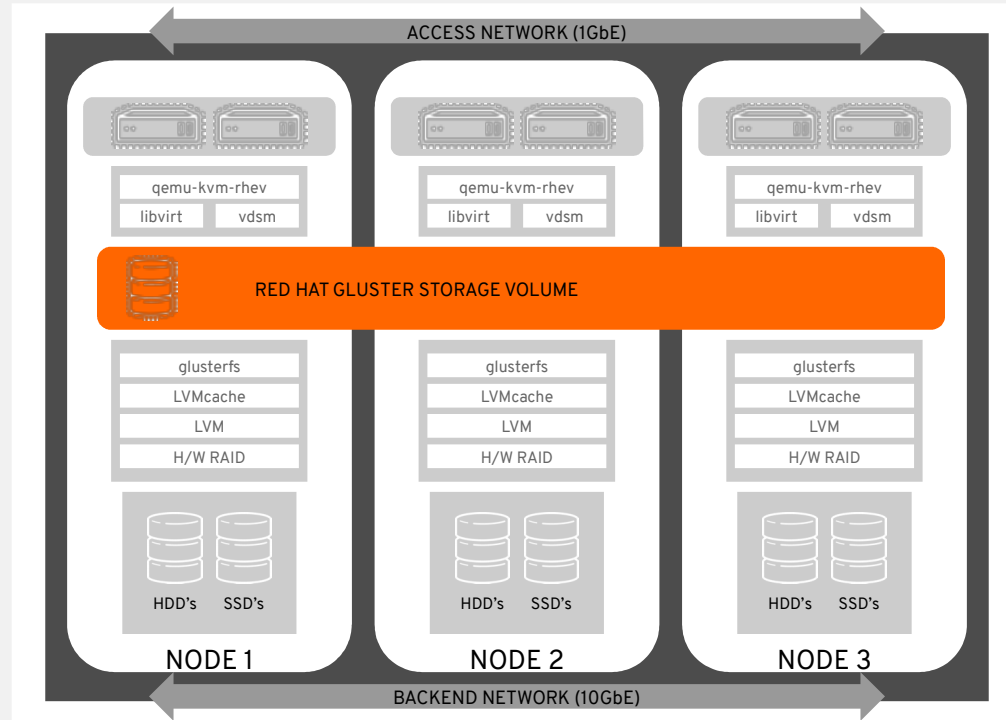 ACCESS NETWORK (1GbE)
qemu-kvm-rhev
libvirt vdsm
qemu-kvm-rhev
libvirt vdsm
qemu-kvm-rhev
libvirt vdsm
RED HAT GLUSTER STORAGE VOLUME
glusterfs
LVMcache
LVM
H/W RAID
glusterfs
LVMcache
LVM
H/W RAID
glusterfs
LVMcache
LVM
H/W RAID
HDD's SSD's
HDD's SSD's
HDD's SSD's
NODE 1
NODE 2
NODE 3
BACKEND NETWORK (10GbE)